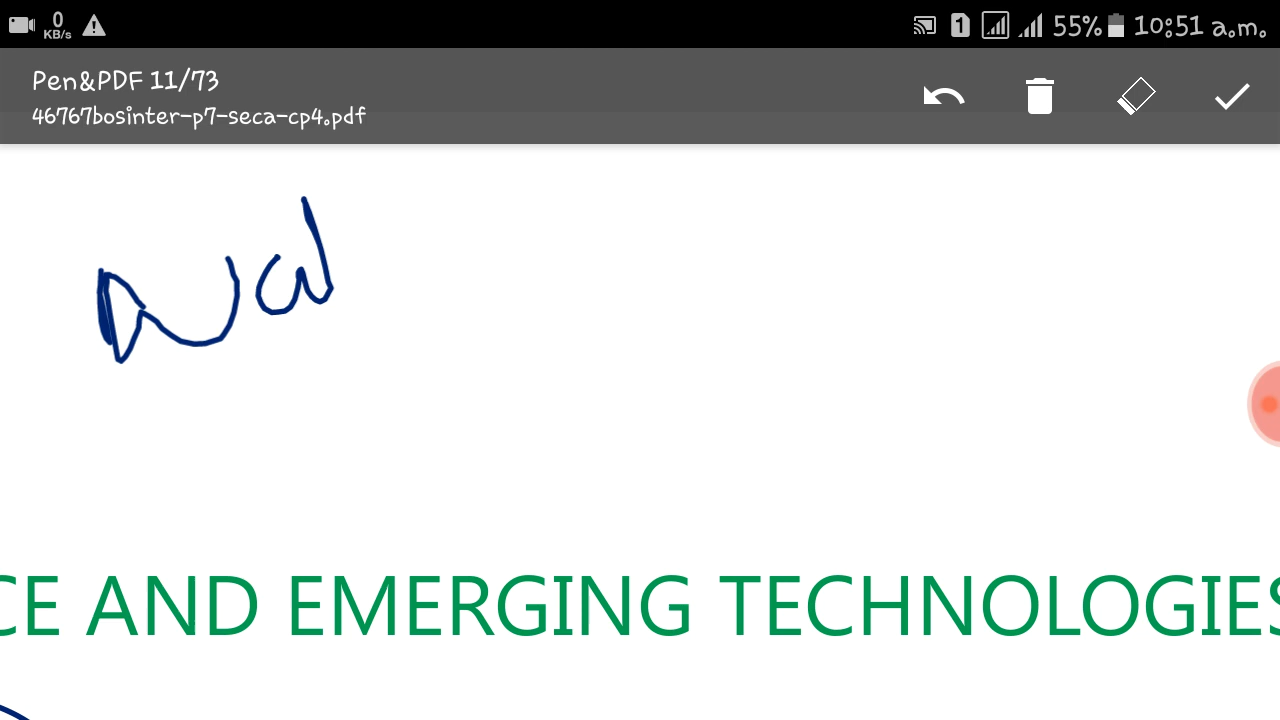 0
KB/s
1
55%
10:51 a.m.
Pen&PDF 11/73
46767bosinter-p7-seca-cp4.pdf
CE AND EMERGING TECHNOLOGIES